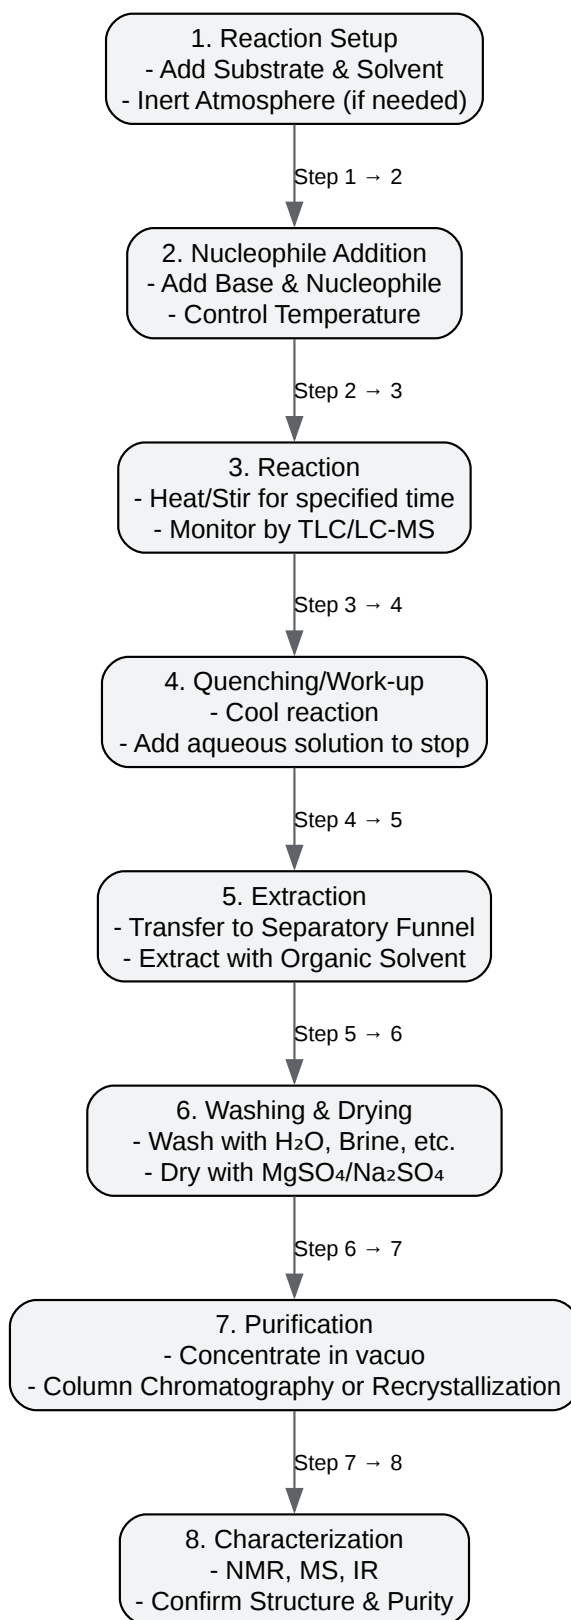 1. Reaction Setup
- Add Substrate & Solvent
- Inert Atmosphere (if needed)
Step 1 → 2
2. Nucleophile Addition
- Add Base & Nucleophile
- Control Temperature
Step 2 → 3
3. Reaction
- Heat/Stir for specified time
- Monitor by TLC/LC-MS
Step 3 → 4
4. Quenching/Work-up
- Cool reaction
- Add aqueous solution to stop
Step 4 → 5
5. Extraction
- Transfer to Separatory Funnel
- Extract with Organic Solvent
Step 5 → 6
6. Washing & Drying
- Wash with H₂O, Brine, etc.
- Dry with MgSO₄/Na₂SO₄
Step 6 → 7
7. Purification
- Concentrate in vacuo
- Column Chromatography or Recrystallization
Step 7 → 8
8. Characterization
- NMR, MS, IR
- Confirm Structure & Purity